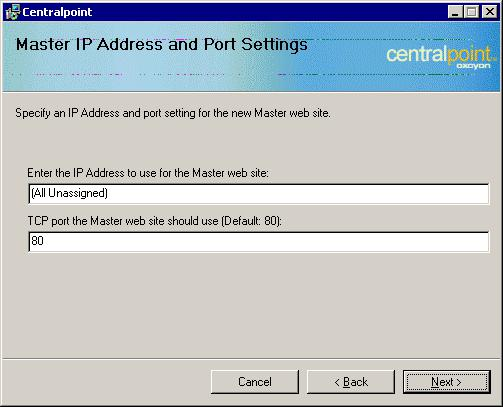 Centralpoint
Master IP Address and Port Settings
centralpoint
oxcyon
Specify an IP Address and port setting for the new Master web site.
Enter the IP Address to use for the Master web site:
(All Unassigned)
TCP port the Master web site should use (Default: 80):
80
Cancel
< Back
Next >